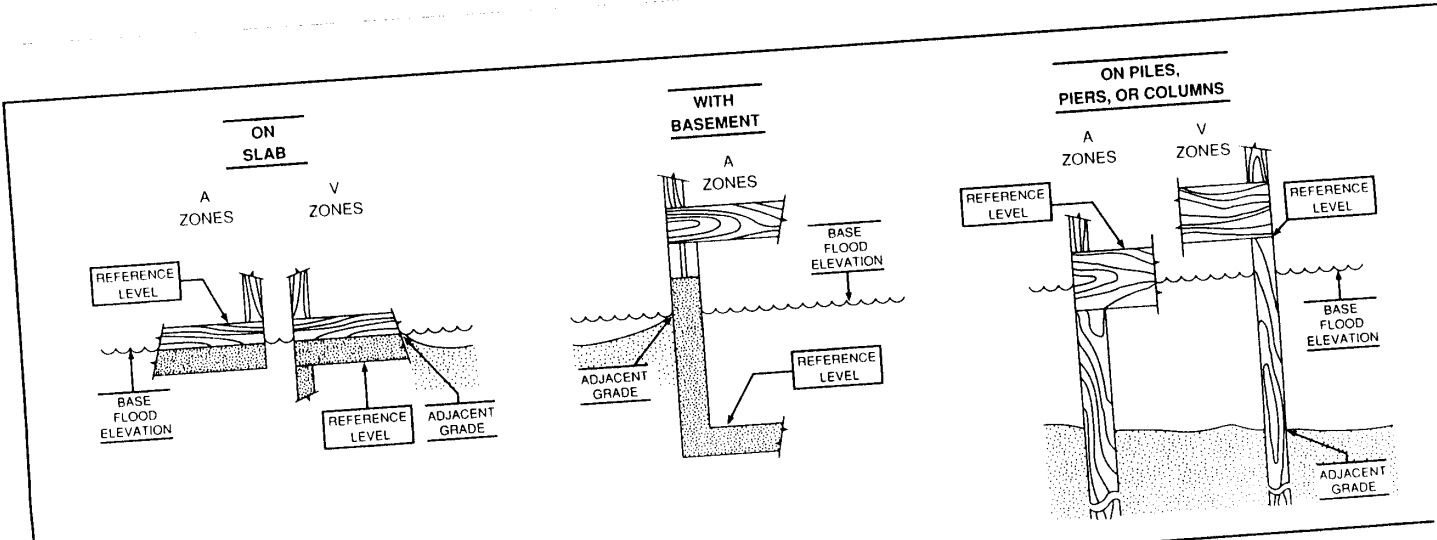 ON
SLAB
A
ZONES
V
ZONES
REFERENCE
LEVEL
BASE
FLOOD
ELEVATION
REFERENCE
LEVEL
ADJACENT
GRADE
WITH
BASEMENT
A
ZONES
BASE
FLOOD
ELEVATION
ADJACENT
GRADE
REFERENCE
LEVEL
ON PILES,
PIERS, OR COLUMNS
A
ZONES
V
ZONES
REFERENCE
LEVEL
REFERENCE
LEVEL
BASE
FLOOD
ELEVATION
ADJACENT
GRADE